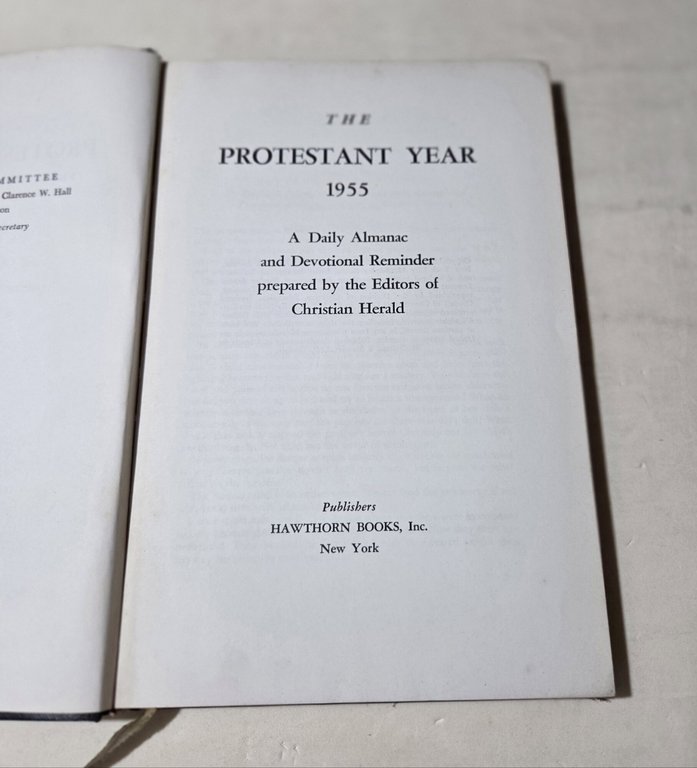 MMITTEE
Clarence W. Hall
on
ecretary
THE
PROTESTANT YEAR
1955
A Daily Almanac
and Devotional Reminder
prepared by the Editors of
Christian Herald
Publishers
HAWTHORN BOOKS, Inc.
New York